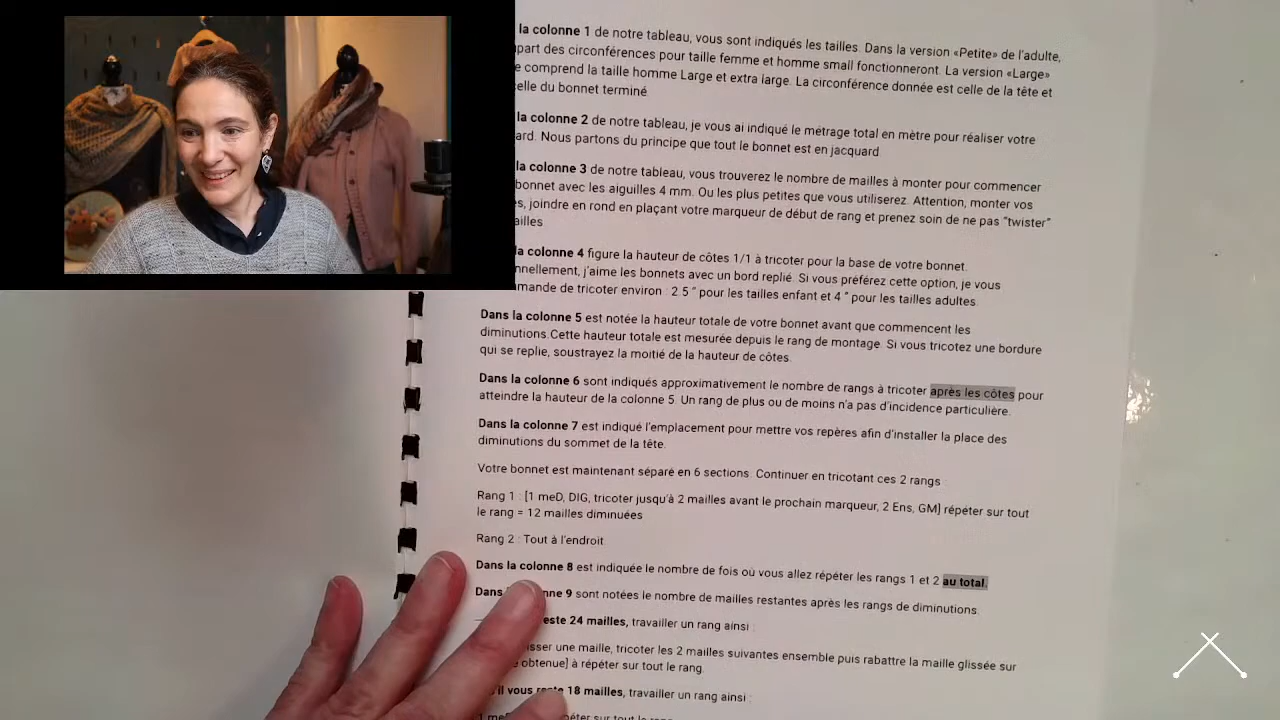 la colonne 1 de notre tableau, vous sont indiqués les tailles. Dans la version «Petite» de l'adulte,
part des circonférences pour taille femme et homme small fonctionneront. La version «Large»
comprend la taille homme Large et extra large. La circonférence donnée est celle de la tête et
celle du bonnet terminé
la colonne 2 de notre tableau, je vous ai indiqué le métrage total en mètre pour réaliser votre
ard. Nous partons du principe que tout le bonnet est en jacquard.
la colonne 3 de notre tableau, vous trouverez le nombre de mailles à monter pour commencer
bonnet avec les aiguilles 4 mm. Ou les plus petites que vous utiliserez. Attention, monter vos
s, joindre en rond en plaçant votre marqueur de début de rang et prenez soin de ne pas "twister"
ailles
la colonne 4 figure la hauteur de côtes 1/1 à tricoter pour la base de votre bonnet.
nnellement, j'aime les bonnets avec un bord replié. Si vous préférez cette option, je vous
mande de tricoter environ : 2.5 " pour les tailles enfant et 4 " pour les tailles adultes.
Dans la colonne 5 est notée la hauteur totale de votre bonnet avant que commencent les
diminutions.Cette hauteur totale est mesurée depuis le rang de montage. Si vous tricotez une bordure
qui se replie, soustrayez la moitié de la hauteur de côtes.
Dans la colonne 6 sont indiqués approximativement le nombre de rangs à tricoter après les côtes pour
atteindre la hauteur de la colonne 5. Un rang de plus ou de moins n'a pas d'incidence particulière.
Dans la colonne 7 est indiqué l'emplacement pour mettre vos repères afin d'installer la place des
diminutions du sommet de la tête.
Votre bonnet est maintenant séparé en 6 sections. Continuer en tricotant ces 2 rangs :
Rang 1 : [1 meD, DIG, tricoter jusqu'à 2 mailles avant le prochain marqueur, 2 Ens, GM] répéter sur tout
le rang = 12 mailles diminuées
Rang 2 : Tout à l'endroit
Dans la colonne 8 est indiquée le nombre de fois où vous allez répéter les rangs 1 et 2 au total.
Dans nne 9 sont notées le nombre de mailles restantes après les rangs de diminutions.
este 24 mailles, travailler un rang ainsi :
isser une maille, tricoter les 2 mailles suivantes ensemble puis rabattre la maille glissée sur
obtenue] à répéter sur tout le rang.
il vous reste 18 mailles, travailler un rang ainsi :
1 meD